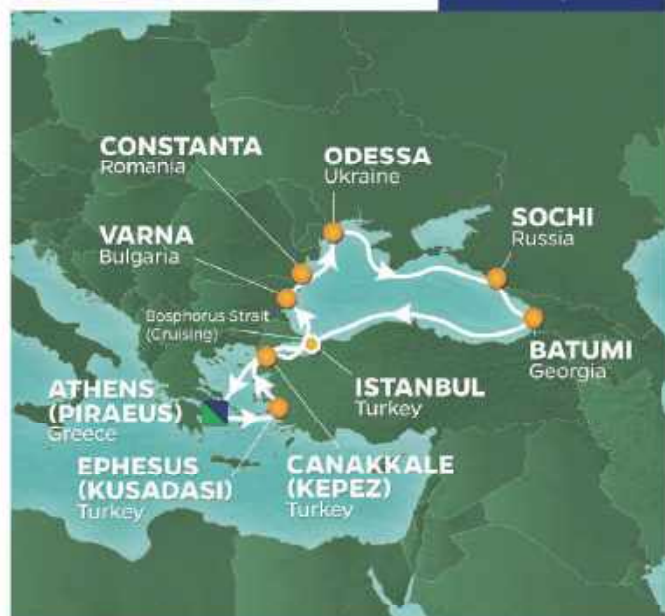 CONSTANTA
Romania
ODESSA
Ukraine
SOCHI
Russia
VARNA
Bulgaria
Bosphorus Strait
(Cruising)
BATUMI
Georgia
ISTANBUL
Turkey
ATHENS
(PIRAEUS)
Greece
EPHESUS
(KUSADASI)
Turkey
CANAKKALE
(KEPEZ)
Turkey